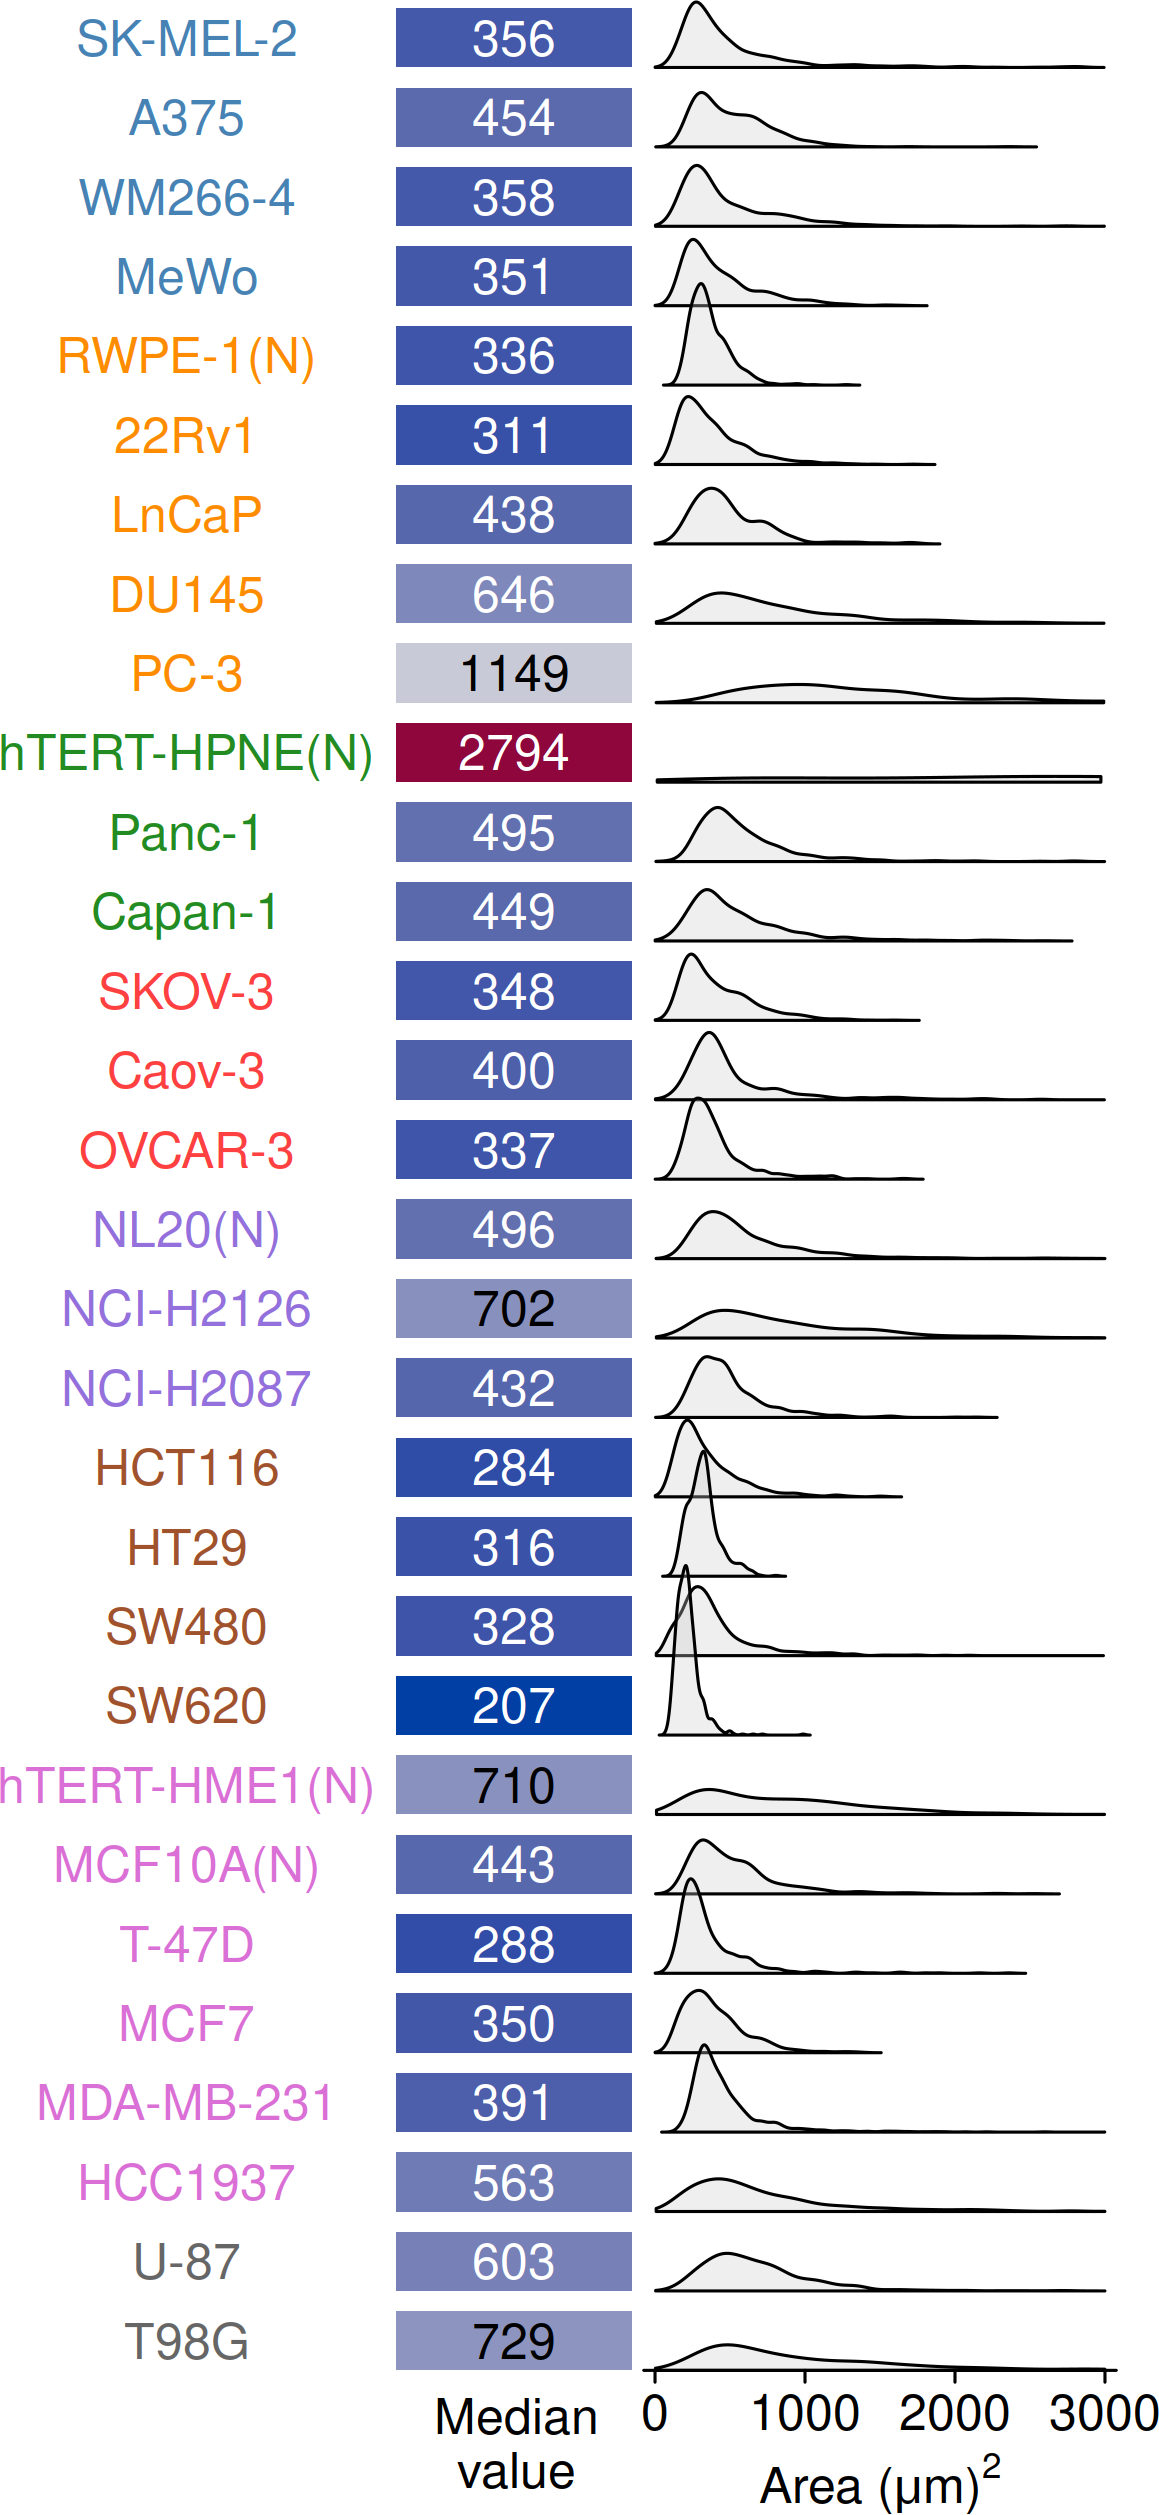 SK-MEL-2 356
A375 454
WM266-4 358
MeWo 351
RWPE-1(N) 336
22Rv1 311
LnCaP 438
DU145 646
PC-3 1149
hTERT-HPNE(N) 2794
Panc-1 495
Capan-1 449
SKOV-3 348
Caov-3 400
OVCAR-3 337
NL20(N) 496
NCI-H2126 702
NCI-H2087 432
HCT116 284
HT29 316
SW480 328
SW620 207
hTERT-HME1(N) 710
MCF10A(N) 443
T-47D 288
MCF7 350
MDA-MB-231 391
HCC1937 563
U-87 603
T98G 729
Median 0 1000 2000 3000
value Area (μm)²